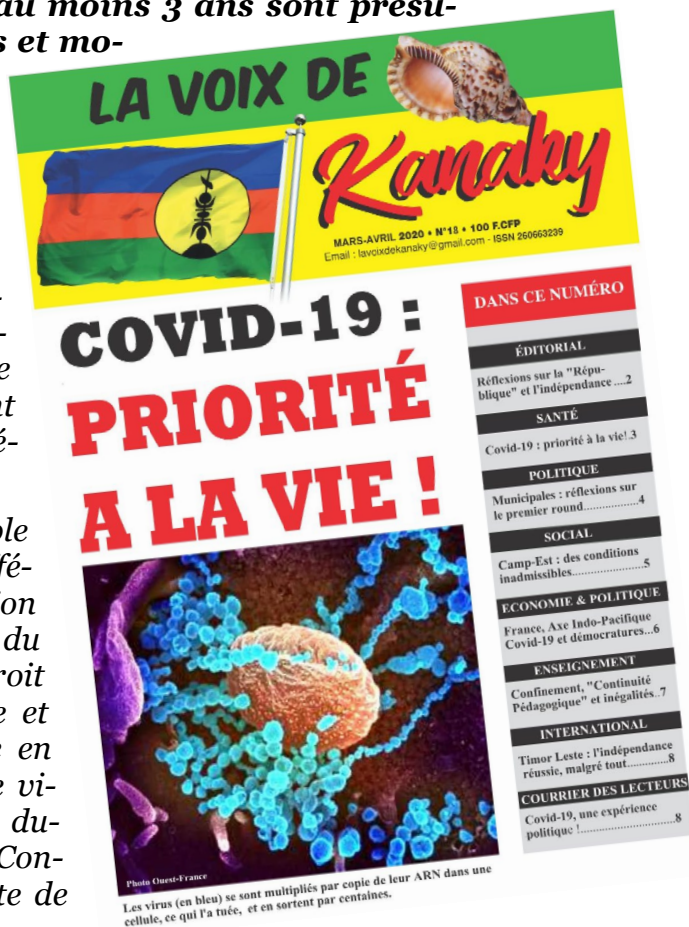 au moins 3 ans sont présu-
s et mo-
-
-
e
nt
é-
ole
fé-
ion
du
roit
e et
e en
e vi-
du-
Con-
te de
LA VOIX DE
Kanaky
MARS-AVRIL 2020 • N°18 • 100 F.CFP
Email : lavoixdekanaky@gmail.com - ISSN 260663239
COVID-19 :
PRIORITÉ
A LA VIE !
Photo Ouest-France
Les virus (en bleu) se sont multipliés par copie de leur ARN dans une
cellule, ce qui l'a tuée, et en sortent par centaines.
DANS CE NUMÉRO
ÉDITORIAL
Réflexions sur la "Répu-
blique" et l'indépendance ....2
SANTÉ
Covid-19 : priorité à la vie!.3
POLITIQUE
Municipales : réflexions sur
le premier round....................4
SOCIAL
Camp-Est : des conditions
inadmissibles......................5
ECONOMIE & POLITIQUE
France, Axe Indo-Pacifique
Covid-19 et démocratures...6
ENSEIGNEMENT
Confinement, "Continuité
Pédagogique" et inégalités..7
INTERNATIONAL
Timor Leste : l'indépendance
réussie, malgré tout.............8
COURRIER DES LECTEURS
Covid-19, une expérience
politique !.............................8